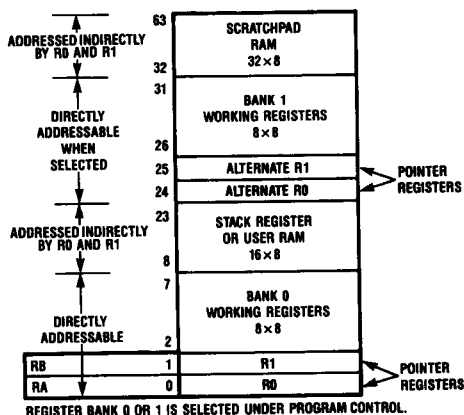 63
SCRATCHPAD
RAM
32×8
ADDRESSED INDIRECTLY
BY R0 AND R1
32
31
BANK 1
WORKING REGISTERS
8×8
DIRECTLY
ADDRESSABLE
WHEN
SELECTED
26
25
ALTERNATE R1
24
ALTERNATE R0
POINTER
REGISTERS
23
STACK REGISTER
OR USER RAM
16×8
ADDRESSED INDIRECTLY
BY R0 AND R1
8
7
BANK 0
WORKING REGISTERS
8×8
DIRECTLY
ADDRESSABLE
2
RB
1
R1
RA
0
R0
POINTER
REGISTERS
REGISTER BANK 0 OR 1 IS SELECTED UNDER PROGRAM CONTROL.